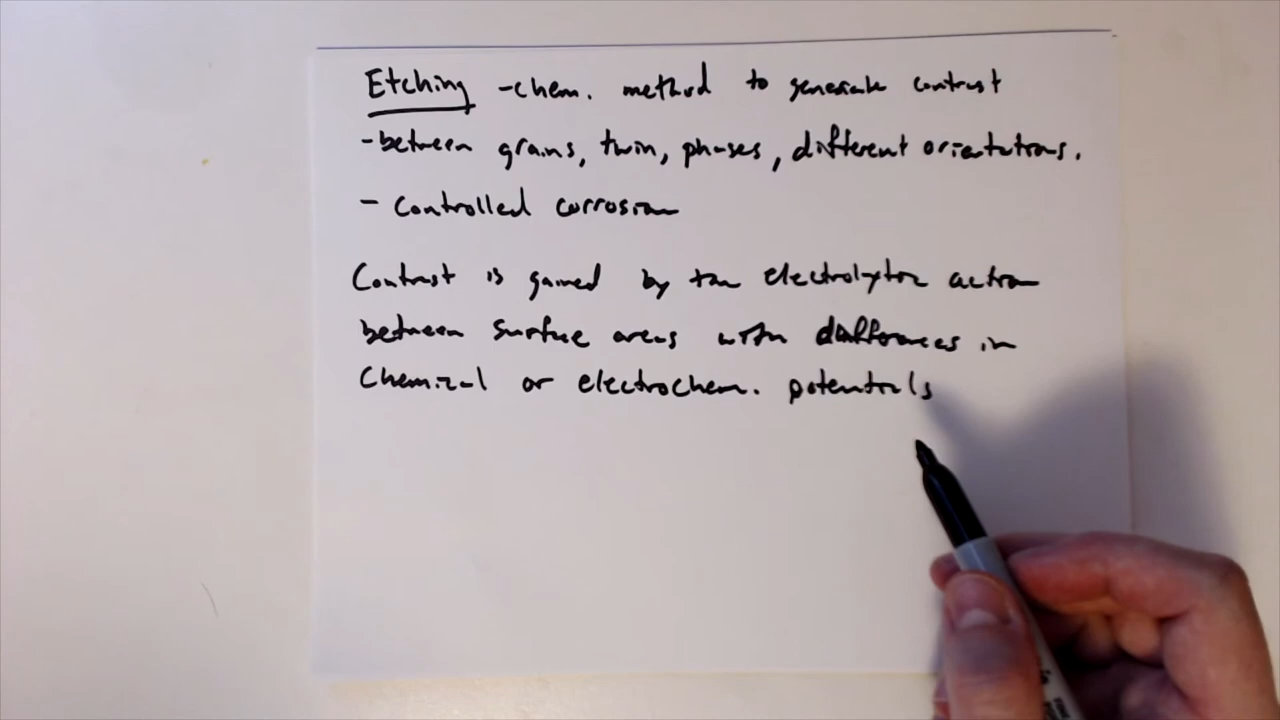 Etching - chem. method to generate contrast
- between grains, twin, phases, different orientations.
- Controlled corrosion
Contrast is gained by the electrolytic action
between surface areas with differences in
Chemical or electrochem. potentials